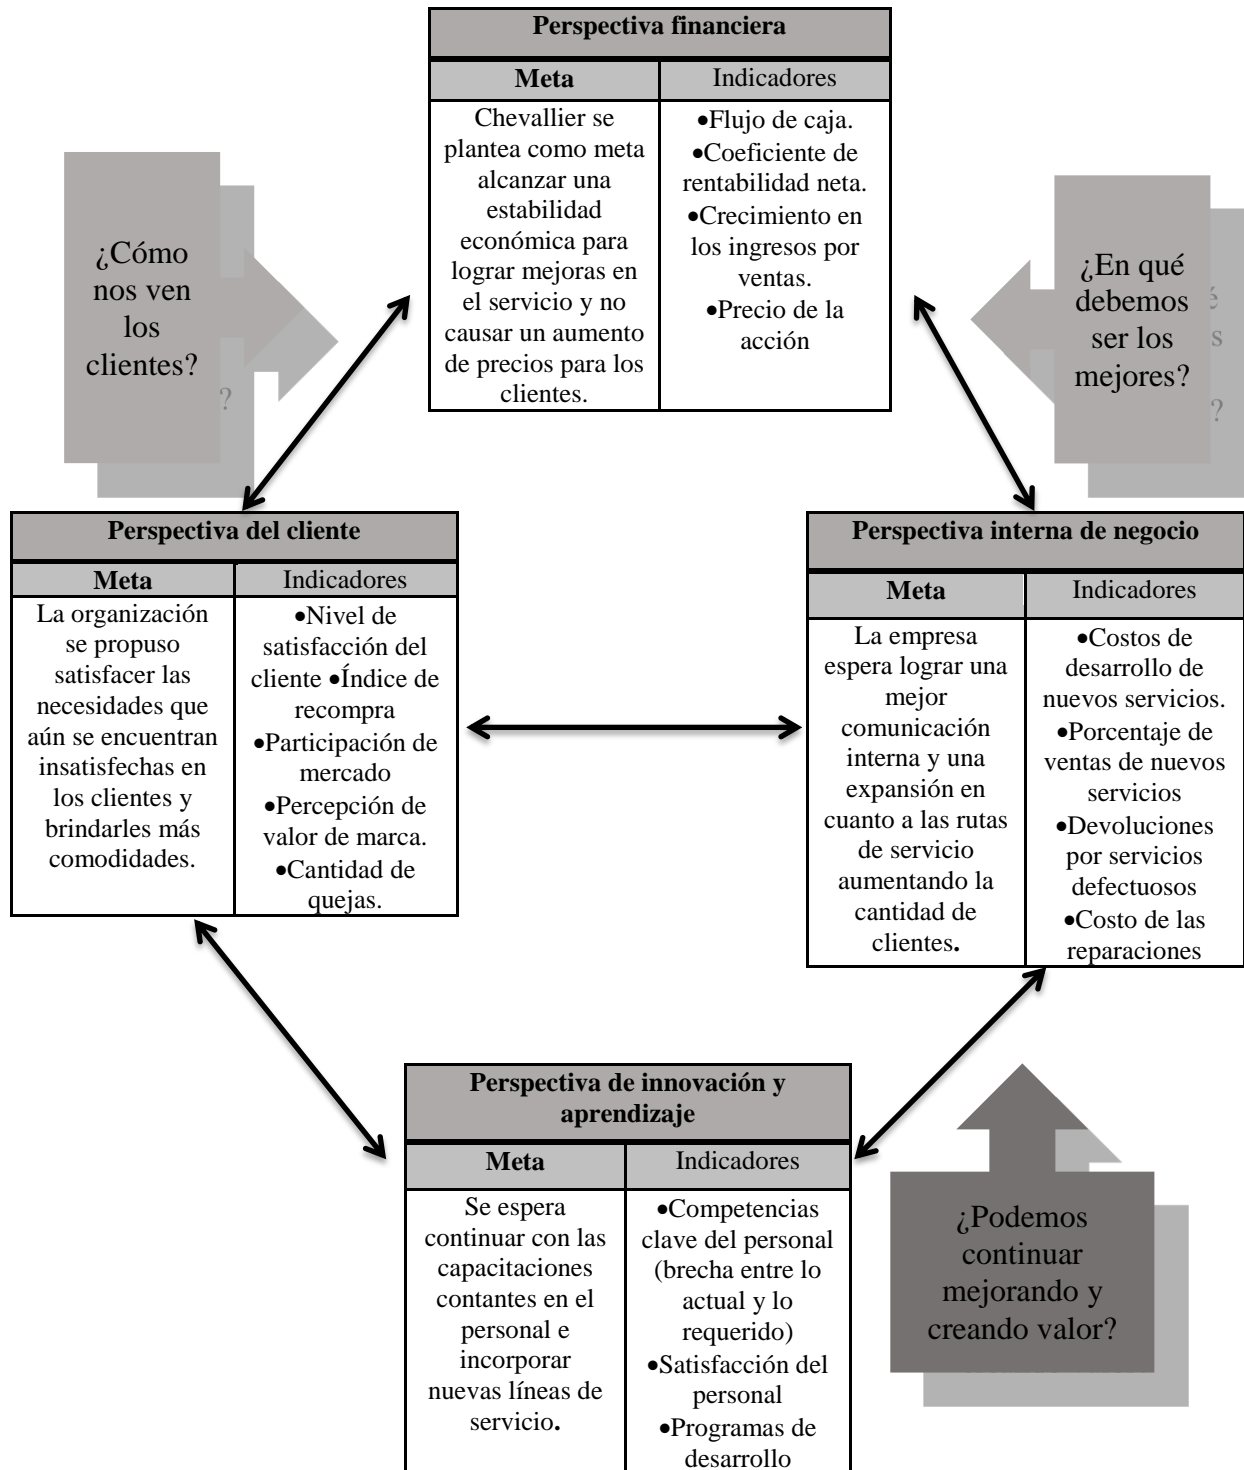 Perspectiva financiera
Meta
Indicadores
Chevallier se
plantea como meta
alcanzar una
estabilidad
económica para
lograr mejoras en
el servicio y no
causar un aumento
de precios para los
clientes.
•Flujo de caja.
•Coeficiente de
rentabilidad neta.
•Crecimiento en
los ingresos por
ventas.
•Precio de la
acción
¿Cómo
nos ven
los
clientes?
?
¿En qué
debemos
ser los
mejores?
é
s
?
Perspectiva del cliente
Meta
Indicadores
La organización
se propuso
satisfacer las
necesidades que
aún se encuentran
insatisfechas en
los clientes y
brindarles más
comodidades.
•Nivel de
satisfacción del
cliente •Índice de
recompra
•Participación de
mercado
•Percepción de
valor de marca.
•Cantidad de
quejas.
Perspectiva interna de negocio
Meta
Indicadores
La empresa
espera lograr una
mejor
comunicación
interna y una
expansión en
cuanto a las rutas
de servicio
aumentando la
cantidad de
clientes.
•Costos de
desarrollo de
nuevos servicios.
•Porcentaje de
ventas de nuevos
servicios
•Devoluciones
por servicios
defectuosos
•Costo de las
reparaciones
Perspectiva de innovación y
aprendizaje
Meta
Indicadores
Se espera
continuar con las
capacitaciones
contantes en el
personal e
incorporar
nuevas líneas de
servicio.
•Competencias
clave del personal
(brecha entre lo
actual y lo
requerido)
•Satisfacción del
personal
•Programas de
desarrollo
¿Podemos
continuar
mejorando y
creando valor?